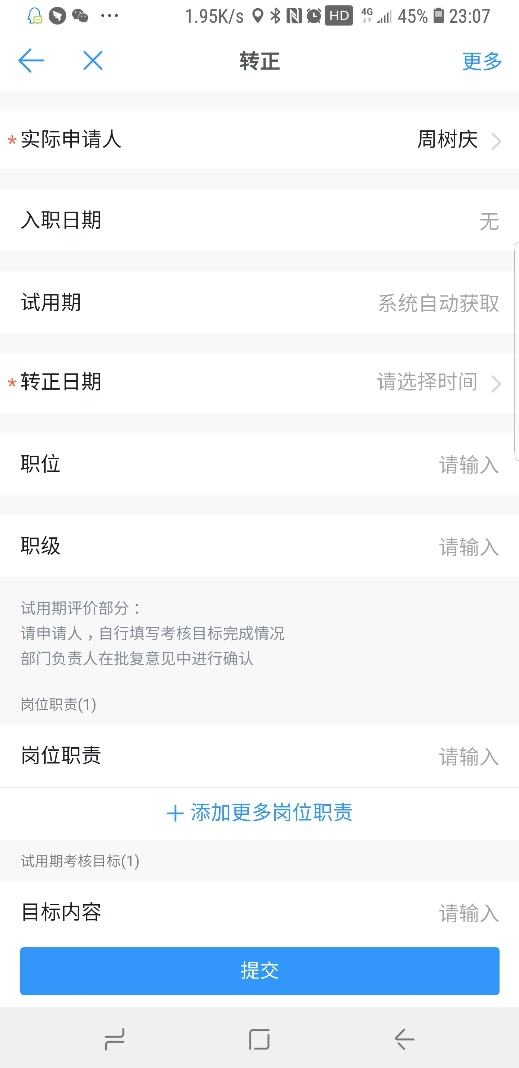 1.95K/s HD 4G 45% 23:07
转正 更多
*实际申请人 周树庆
入职日期 无
试用期 系统自动获取
*转正日期 请选择时间
职位 请输入
职级 请输入
试用期评价部分：
请申请人，自行填写考核目标完成情况
部门负责人在批复意见中进行确认
岗位职责(1)
岗位职责 请输入
+ 添加更多岗位职责
试用期考核目标(1)
目标内容 请输入
提交